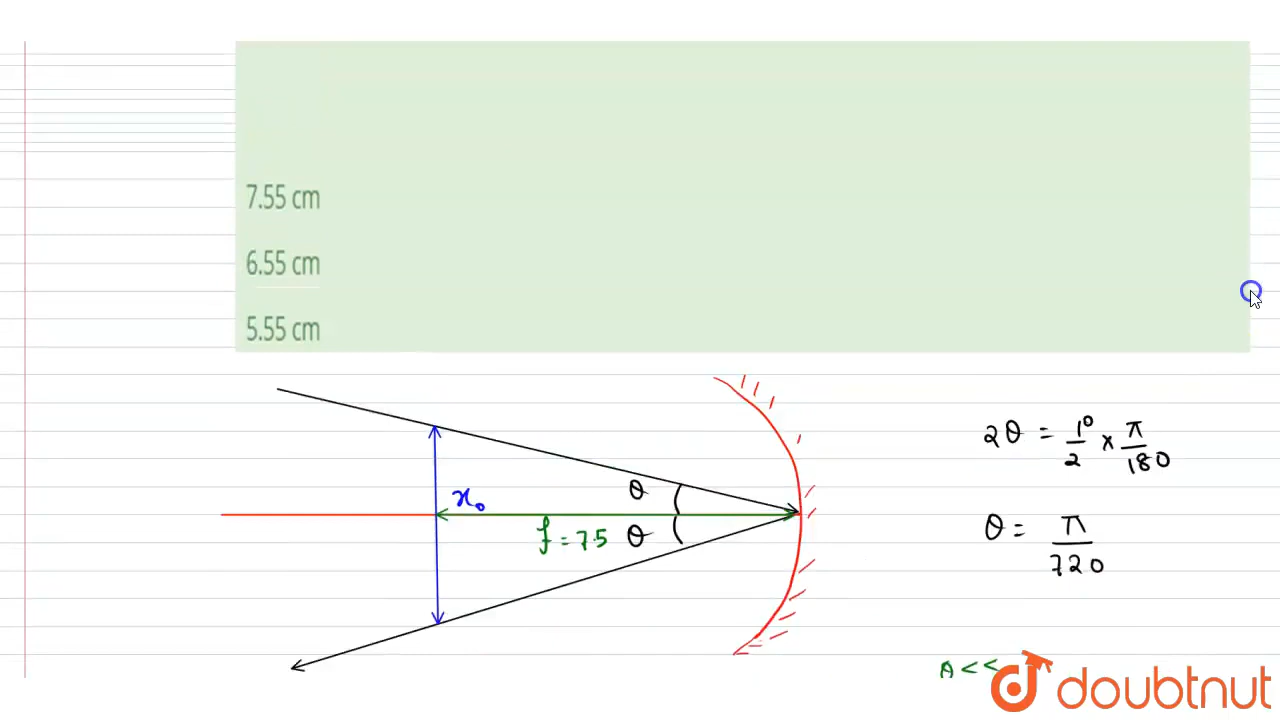 7.55 cm
6.55 cm
5.55 cm
2θ = 1°/2 × π/180
θ
x₀
f = 7.5 θ
θ = π/720
θ <<
doubtnut